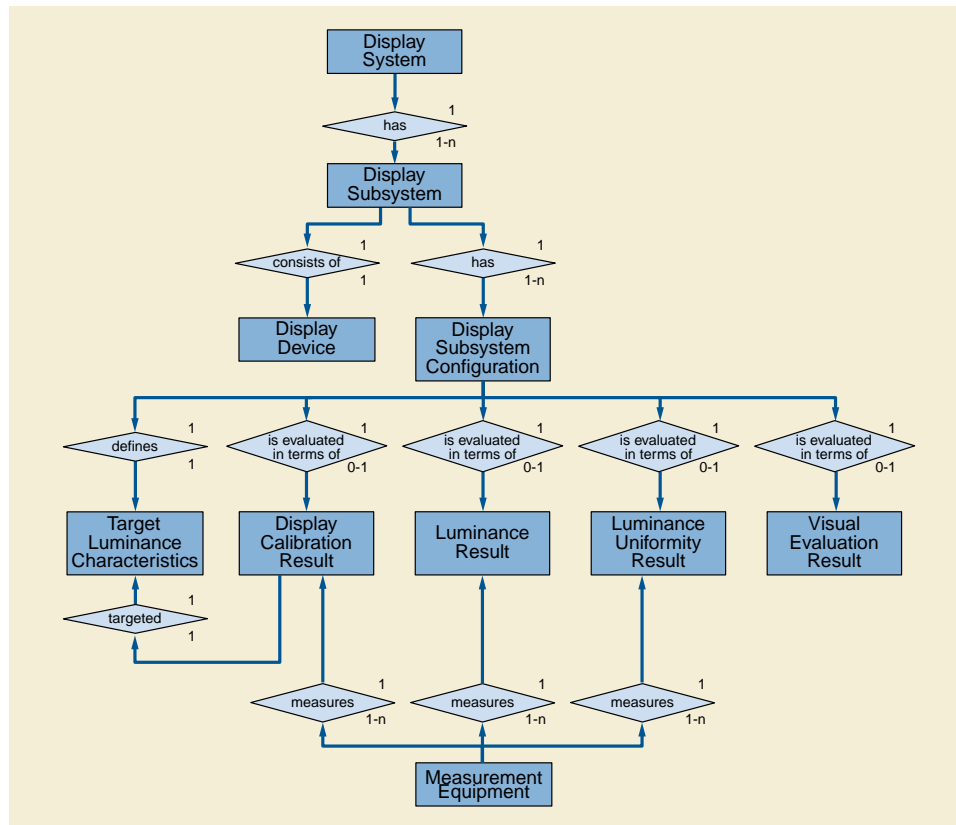 Display
System
1
has
1-n
Display
Subsystem
1
consists of
1
1
has
1-n
Display
Device
Display
Subsystem
Configuration
1
defines
1
1
is evaluated
in terms of
0-1
1
is evaluated
in terms of
0-1
1
is evaluated
in terms of
0-1
1
is evaluated
in terms of
0-1
Target
Luminance
Characteristics
Display
Calibration
Result
Luminance
Result
Luminance
Uniformity
Result
Visual
Evaluation
Result
1
targeted
1
1
measures
1-n
1
measures
1-n
1
measures
1-n
Measurement
Equipment